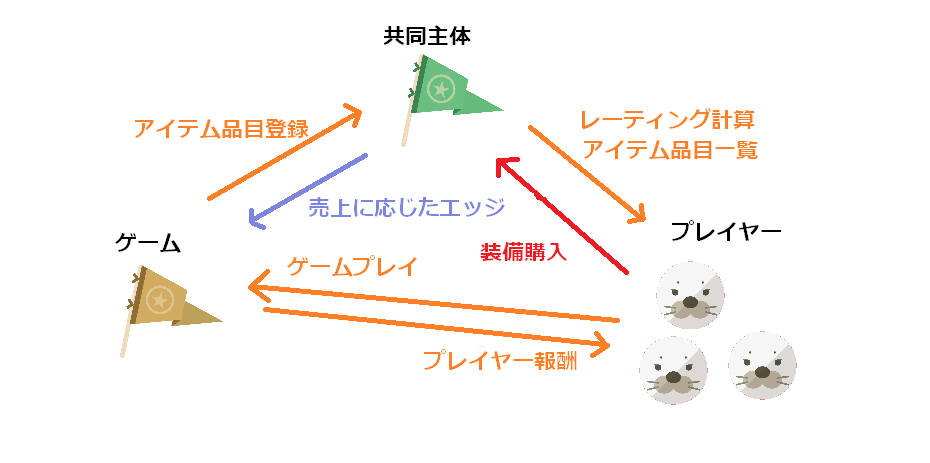 共同主体
アイテム品目登録
レーティング計算
アイテム品目一覧
売上に応じたエッジ
プレイヤー
ゲーム
装備購入
ゲームプレイ
プレイヤー報酬